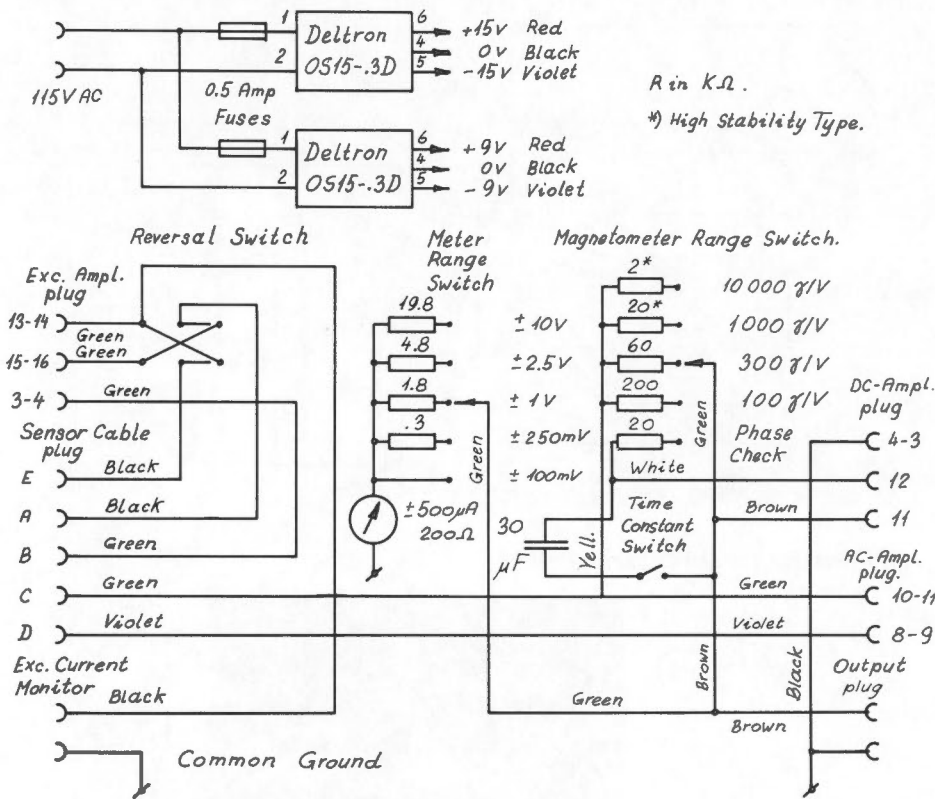 1 Deltron 6 +15V Red
4 0V Black
2 OS15-.3D 5 -15V Violet
115V AC
0.5 Amp
Fuses
R in KΩ.
*) High Stability Type.
1 Deltron 6 +9V Red
4 0V Black
2 OS15-.3D 5 -9V Violet
Reversal Switch
Meter
Range
Switch
Magnetometer Range Switch.
Exc. Ampl.
plug
13-14
Green
Green
15-16
3-4 Green
Sensor Cable
plug
E Black
A Black
B Green
C Green
D Violet
Exc. Current
Monitor
Black
Common Ground
19.8 ± 10V
4.8 ± 2.5V
1.8 ± 1V
.3 ± 250mV
± 100mV
Green
± 500μA
200Ω
2* 10 000 γ/V
20* 1000 γ/V
60 300 γ/V
200 100 γ/V
20 Phase
Check
Green
White
30
μF
Yell.
Time
Constant
Switch
DC-Ampl.
plug
4-3
12
Brown 11
AC-Ampl.
plug.
Green 10-11
Violet 8-9
Brown
Black
Output
plug
Green
Brown